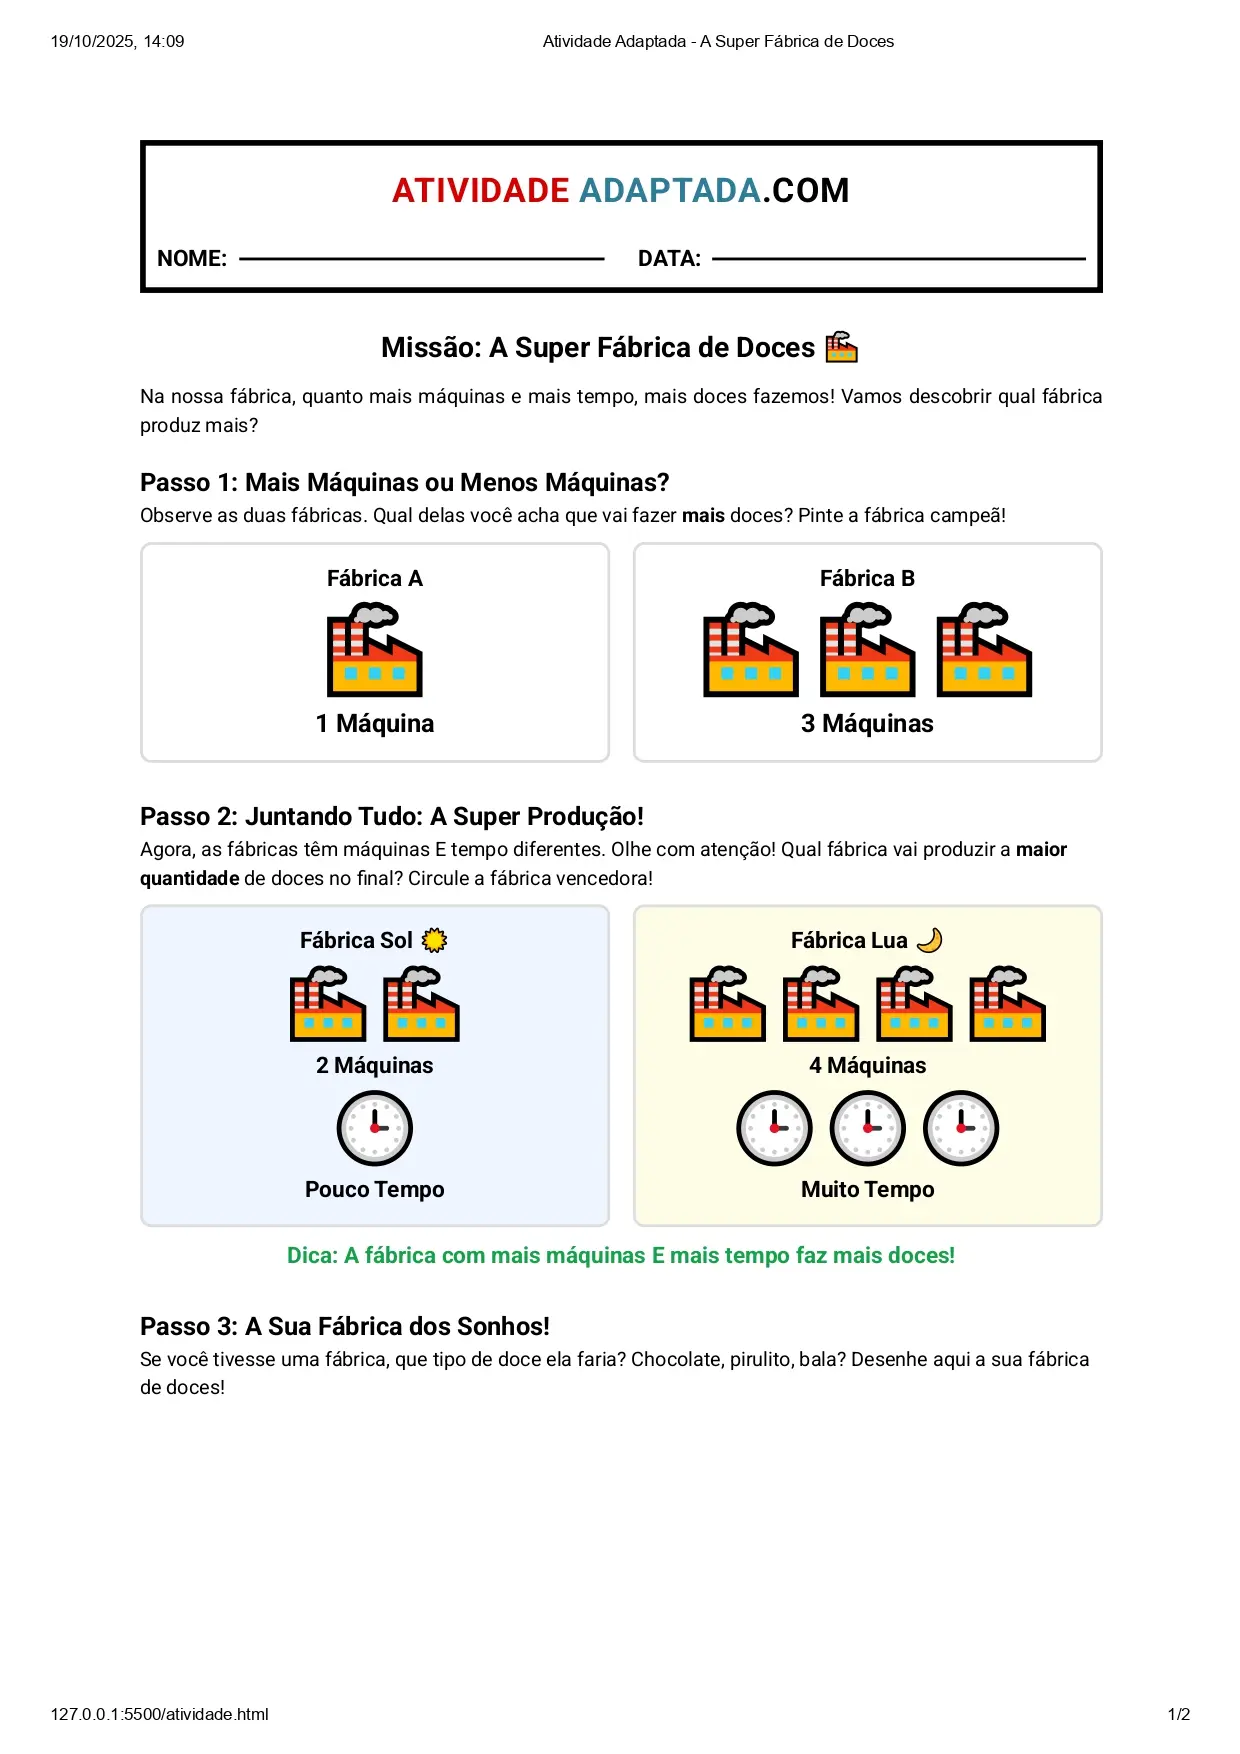 19/10/2025, 14:09
Atividade Adaptada - A Super Fábrica de Doces
ATIVIDADE ADAPTADA.COM
NOME:
DATA:
Missão: A Super Fábrica de Doces
Na nossa fábrica, quanto mais máquinas e mais tempo, mais doces fazemos! Vamos descobrir qual fábrica
produz mais?
Passo 1: Mais Máquinas ou Menos Máquinas?
Observe as duas fábricas. Qual delas você acha que vai fazer mais doces? Pinte a fábrica campeã!
Fábrica A
1 Máquina
Fábrica B
3 Máquinas
Passo 2: Juntando Tudo: A Super Produção!
Agora, as fábricas têm máquinas E tempo diferentes. Olhe com atenção! Qual fábrica vai produzir a maior
quantidade de doces no final? Circule a fábrica vencedora!
Fábrica Sol
2 Máquinas
Pouco Tempo
Fábrica Lua
4 Máquinas
Muito Tempo
Dica: A fábrica com mais máquinas E mais tempo faz mais doces!
Passo 3: A Sua Fábrica dos Sonhos!
Se você tivesse uma fábrica, que tipo de doce ela faria? Chocolate, pirulito, bala? Desenhe aqui a sua fábrica
de doces!
127.0.0.1:5500/atividade.html
1/2